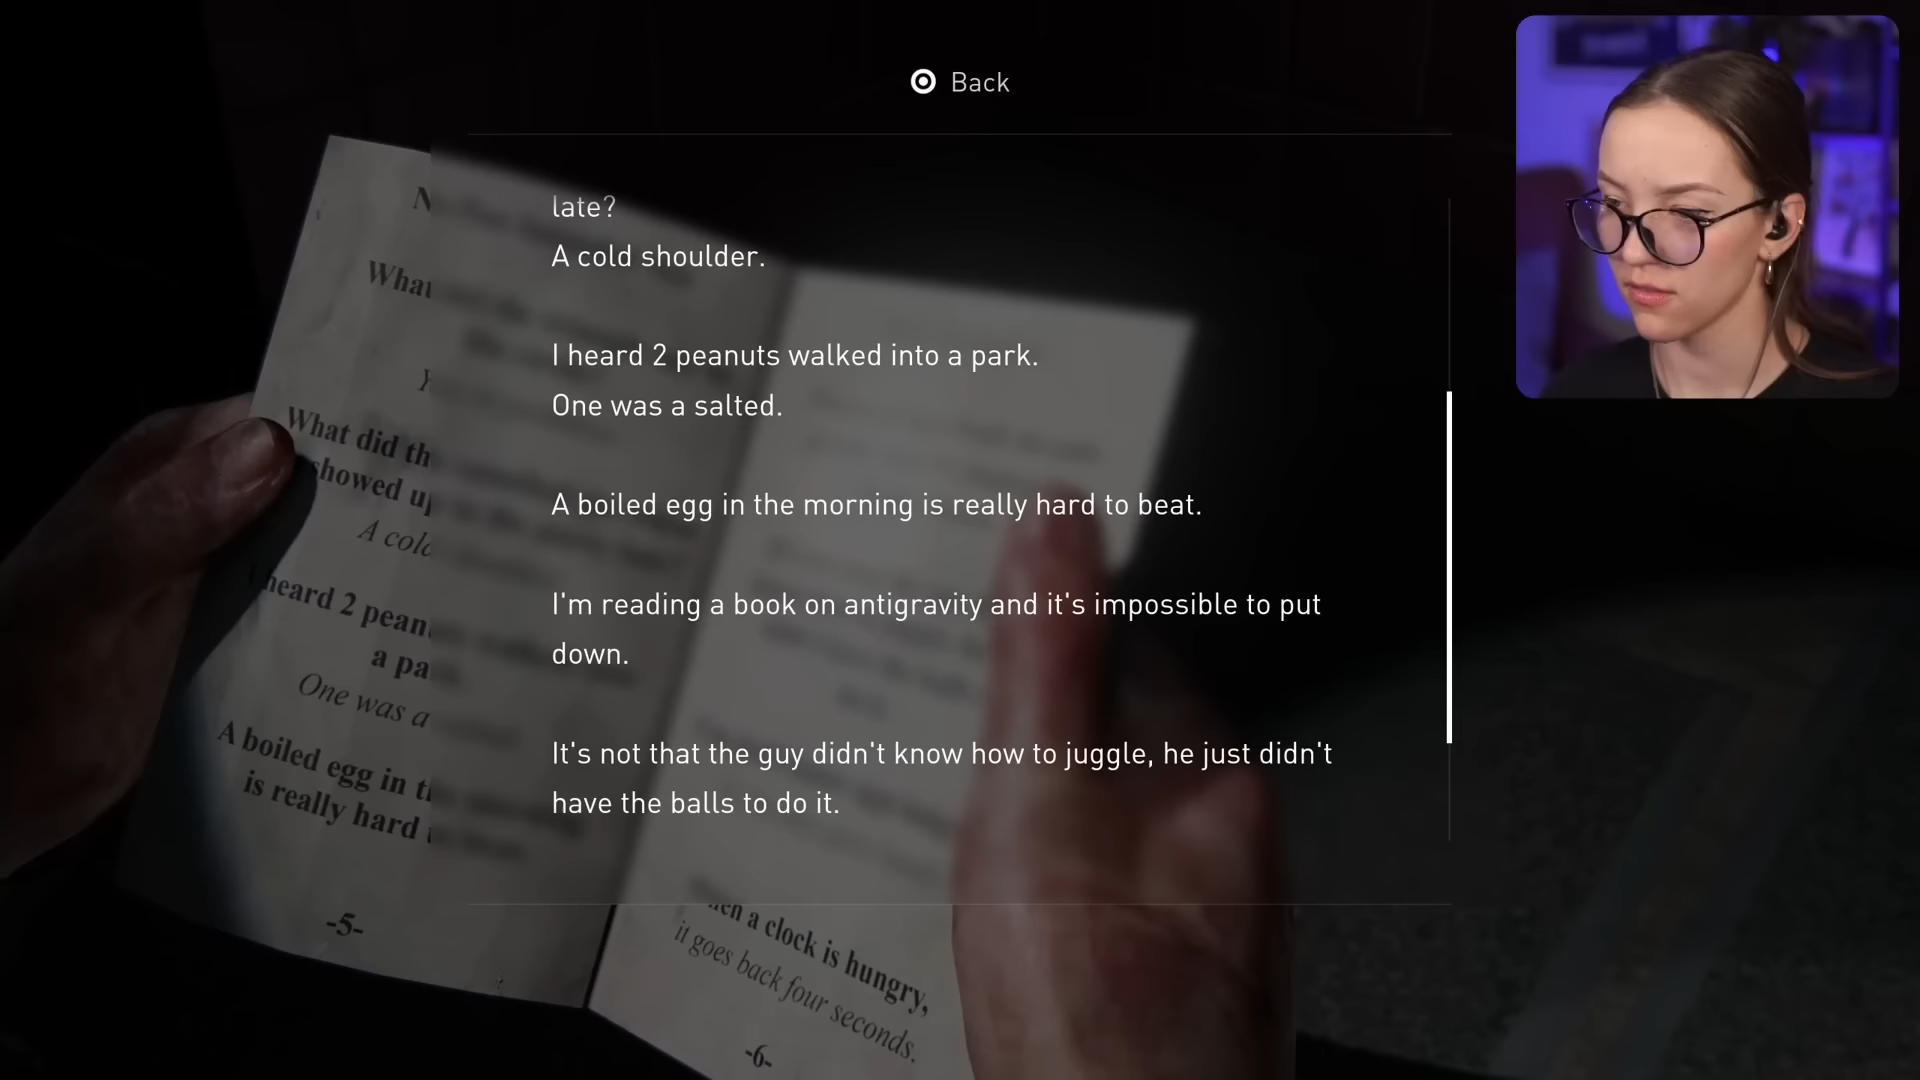 Back
late?
A cold shoulder.
I heard 2 peanuts walked into a park.
One was a salted.
A boiled egg in the morning is really hard to beat.
I'm reading a book on antigravity and it's impossible to put
down.
It's not that the guy didn't know how to juggle, he just didn't
have the balls to do it.
What
What did th
showed up
A cold
heard 2 pean
a pa
One was a
A boiled egg in t
is really hard
-5-
a clock is hungry,
it goes back four seconds.
-6-